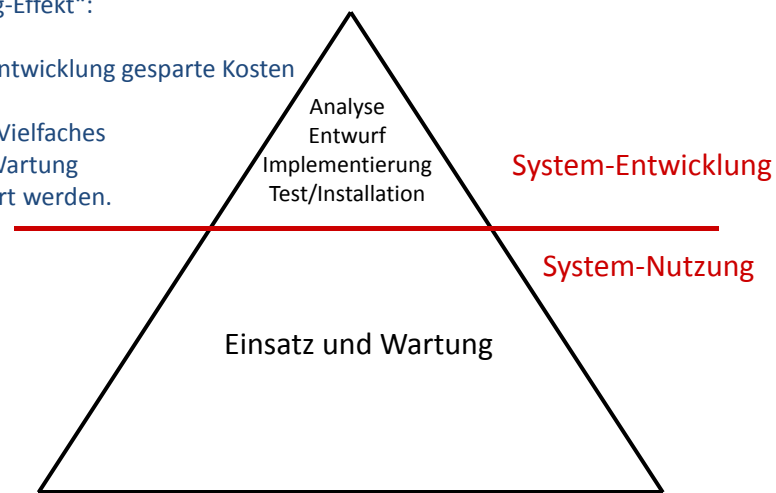 g-Effekt“:
ntwicklung gesparte Kosten
Vielfaches
Wartung
rt werden.
Analyse
Entwurf
Implementierung
Test/Installation
System-Entwicklung
System-Nutzung
Einsatz und Wartung